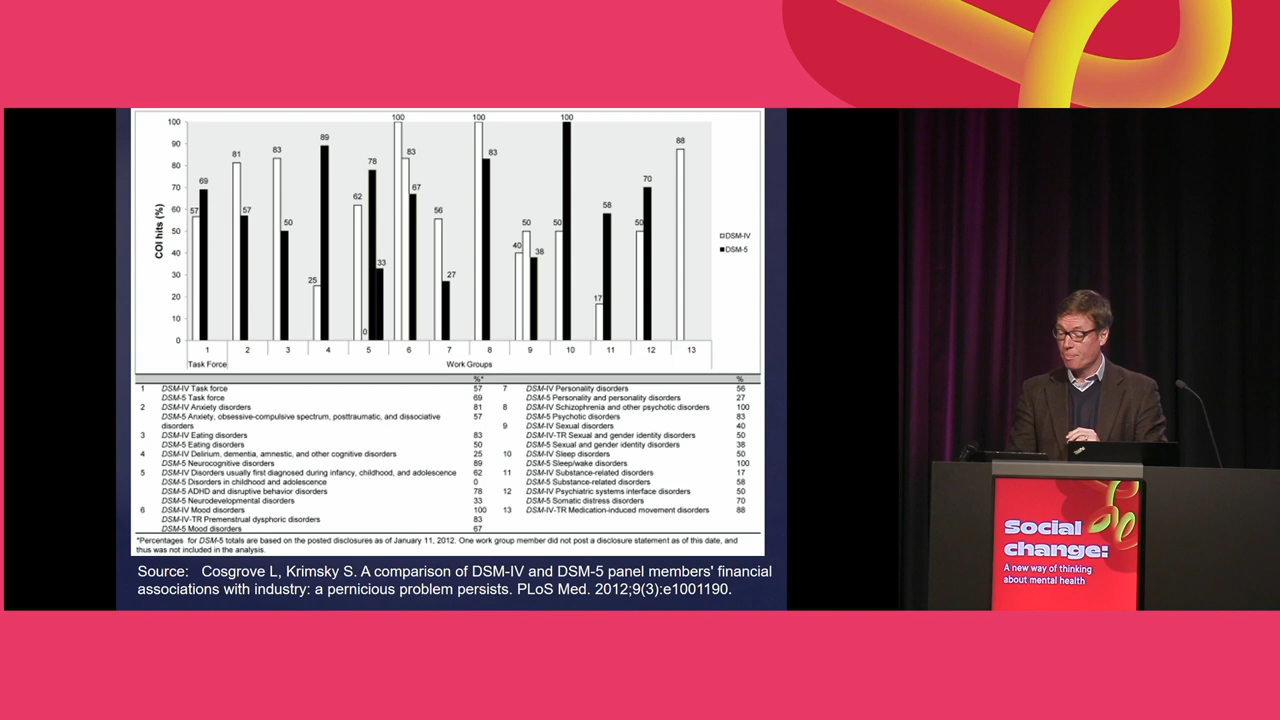 100
90
80
70
60
50
40
30
20
10
0
COI hits (%)
57
69
81
57
83
50
25
89
62
0
78
33
100
83
67
56
27
100
83
40
50
38
50
100
17
58
50
70
88
DSM-IV
DSM-5
1 2 3 4 5 6 7 8 9 10 11 12 13
Task Force Work Groups
%* %
1 DSM-IV Task force 57
DSM-5 Task force 69
2 DSM-IV Anxiety disorders 81
DSM-5 Anxiety, obsessive-compulsive spectrum, posttraumatic, and dissociative 57
disorders
3 DSM-IV Eating disorders 83
DSM-5 Eating disorders 50
4 DSM-IV Delirium, dementia, amnestic, and other cognitive disorders 25
DSM-5 Neurocognitive disorders 89
5 DSM-IV Disorders usually first diagnosed during infancy, childhood, and adolescence 62
DSM-5 Disorders in childhood and adolescence 0
DSM-5 ADHD and disruptive behavior disorders 78
DSM-5 Neurodevelopmental disorders 33
6 DSM-IV Mood disorders 100
DSM-IV-TR Premenstrual dysphoric disorders 83
DSM-5 Mood disorders 67
7 DSM-IV Personality disorders 56
DSM-5 Personality and personality disorders 27
8 DSM-IV Schizophrenia and other psychotic disorders 100
DSM-5 Psychotic disorders 83
9 DSM-IV Sexual disorders 40
DSM-IV-TR Sexual and gender identity disorders 50
DSM-5 Sexual and gender identity disorders 38
10 DSM-IV Sleep disorders 50
DSM-5 Sleep/wake disorders 100
11 DSM-IV Substance-related disorders 17
DSM-5 Substance-related disorders 58
12 DSM-IV Psychiatric systems interface disorders 50
DSM-5 Somatic distress disorders 70
13 DSM-IV-TR Medication-induced movement disorders 88
*Percentages for DSM-5 totals are based on the posted disclosures as of January 11, 2012. One work group member did not post a disclosure statement as of this date, and
thus was not included in the analysis.
Source: Cosgrove L, Krimsky S. A comparison of DSM-IV and DSM-5 panel members' financial
associations with industry: a pernicious problem persists. PLoS Med. 2012;9(3):e1001190.
Social
change:
A new way of thinking
about mental health